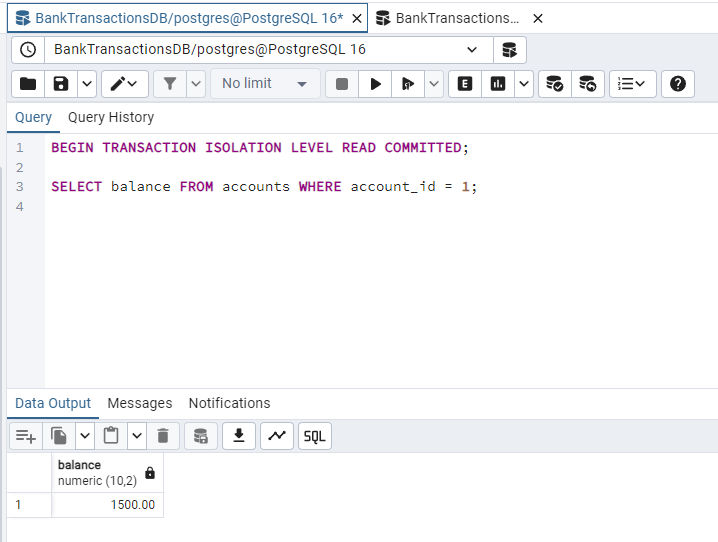 BankTransactionsDB/postgres@PostgreSQL 16*
BankTransactions...
BankTransactionsDB/postgres@PostgreSQL 16
No limit
E
Query
Query History
1 BEGIN TRANSACTION ISOLATION LEVEL READ COMMITTED;
2
3 SELECT balance FROM accounts WHERE account_id = 1;
4
Data Output
Messages
Notifications
SQL
balance
numeric (10,2)
1 1500.00